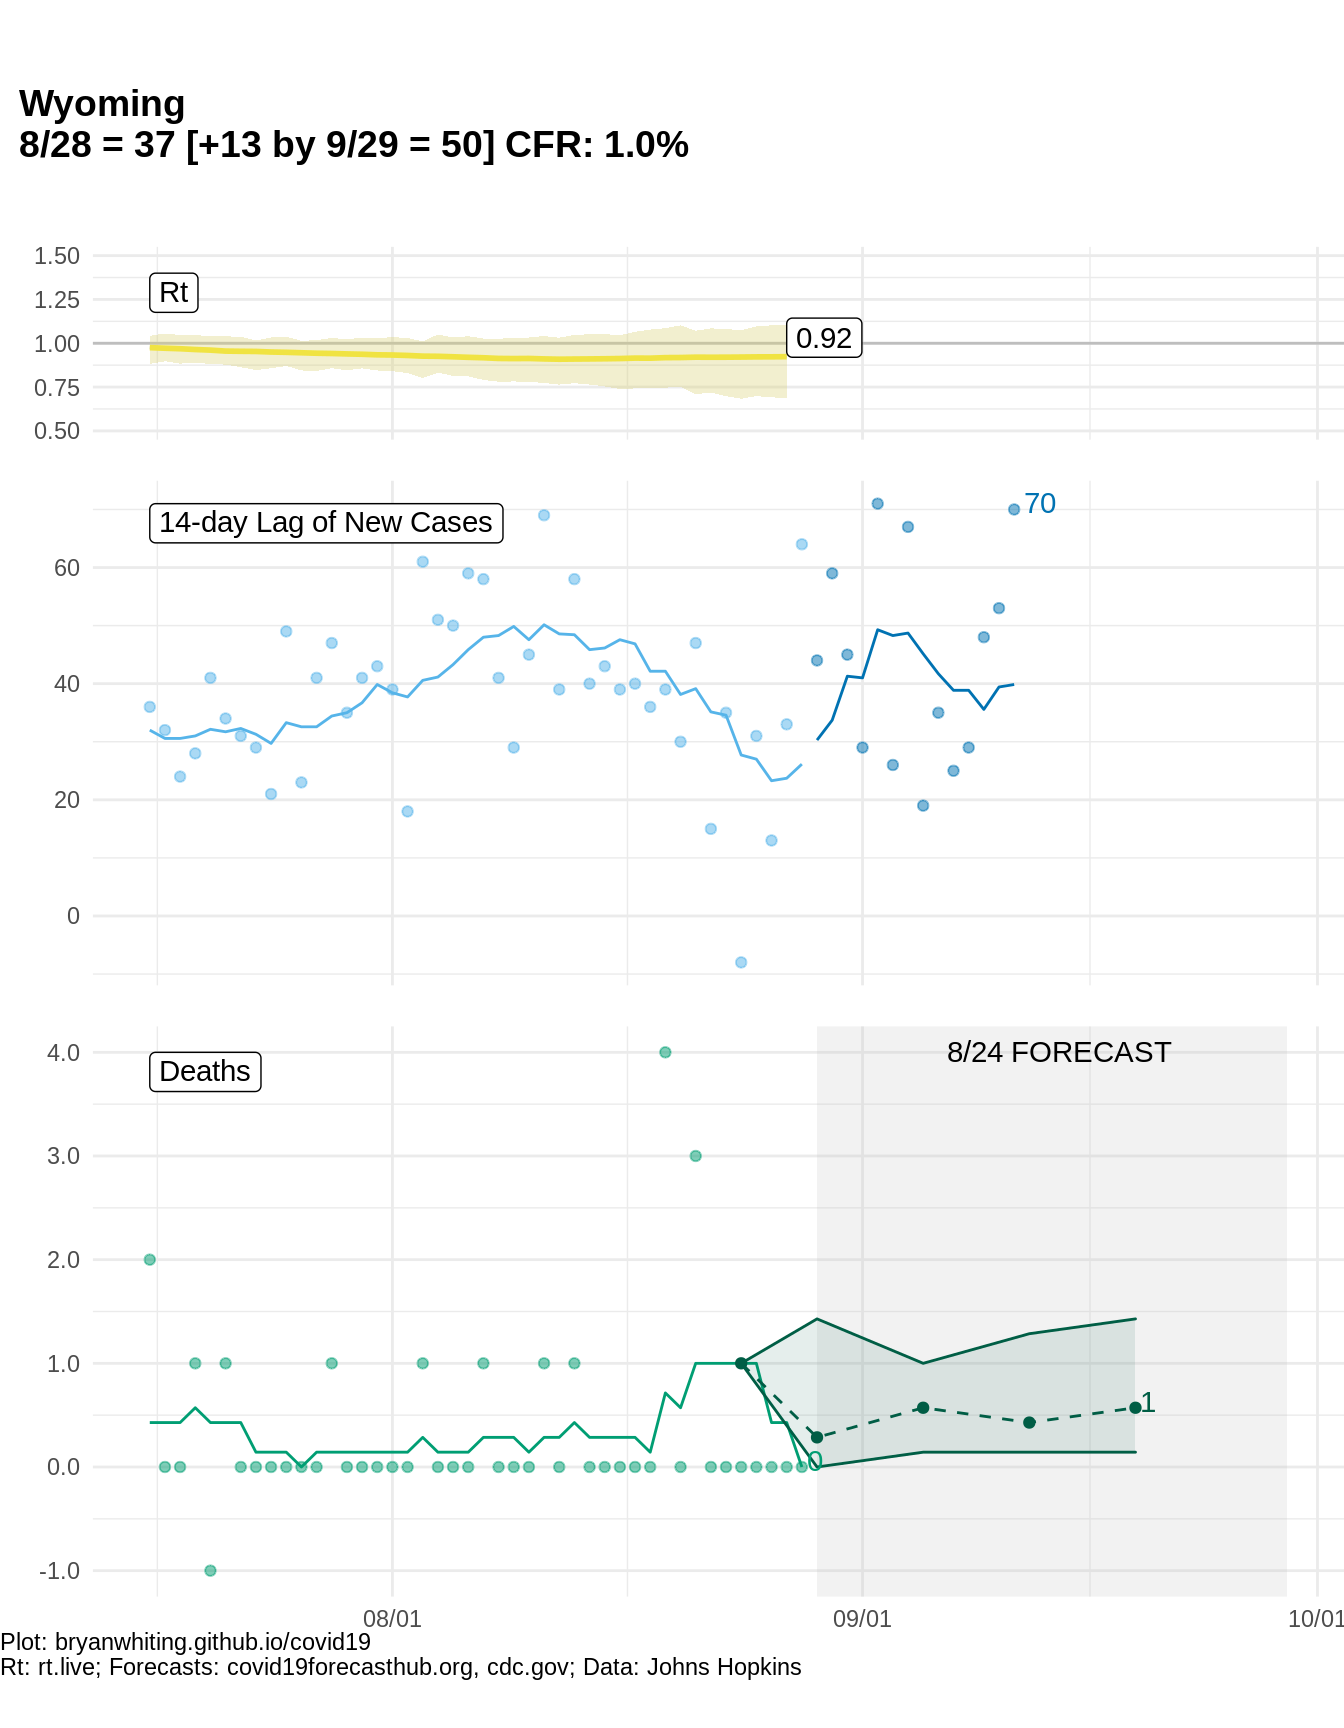 Wyoming
8/28 = 37 [+13 by 9/29 = 50] CFR: 1.0%
1.50
1.25
1.00
0.75
0.50
Rt
0.92
14-day Lag of New Cases
70
60
40
20
0
8/24 FORECAST
Deaths
4.0
3.0
2.0
1.0
0.0
-1.0
1
0
08/01
09/01
10/01
Plot: bryanwhiting.github.io/covid19
Rt: rt.live; Forecasts: covid19forecasthub.org, cdc.gov; Data: Johns Hopkins